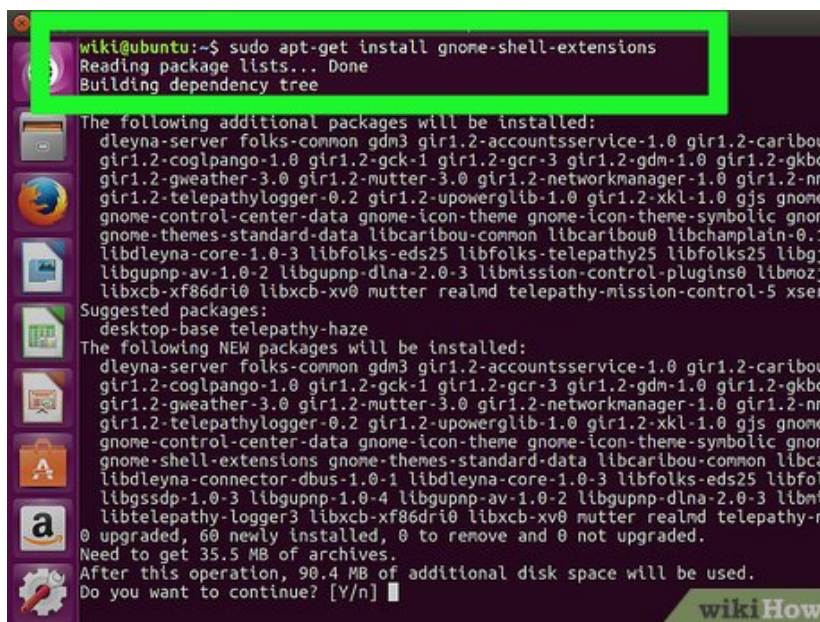 wiki@ubuntu:~$ sudo apt-get install gnome-shell-extensions
Reading package lists... Done
Building dependency tree
The following additional packages will be installed:
dleyna-server folks-common gdm3 gir1.2-accountsservice-1.0 gir1.2-caribou
gir1.2-coglpango-1.0 gir1.2-gck-1 gir1.2-gcr-3 gir1.2-gdm-1.0 gir1.2-gkbd
gir1.2-gweather-3.0 gir1.2-mutter-3.0 gir1.2-networkmanager-1.0 gir1.2-nm
gir1.2-telepathylogger-0.2 gir1.2-upowerglib-1.0 gir1.2-xkl-1.0 gjs gnome
gnome-control-center-data gnome-icon-theme gnome-icon-theme-symbolic gnom
gnome-themes-standard-data libcaribou-common libcaribou0 libchamplain-0.1
libdleyna-core-1.0-3 libfolks-eds25 libfolks-telepathy25 libfolks25 libgj
libgupnp-av-1.0-2 libgupnp-dlna-2.0-3 libmission-control-plugins0 libmozj
libxcb-xf86dri0 libxcb-xv0 mutter realmd telepathy-mission-control-5 xser
Suggested packages:
desktop-base telepathy-haze
The following NEW packages will be installed:
dleyna-server folks-common gdm3 gir1.2-accountsservice-1.0 gir1.2-caribou
gir1.2-coglpango-1.0 gir1.2-gck-1 gir1.2-gcr-3 gir1.2-gdm-1.0 gir1.2-gkbd
gir1.2-gweather-3.0 gir1.2-mutter-3.0 gir1.2-networkmanager-1.0 gir1.2-nm
gir1.2-telepathylogger-0.2 gir1.2-upowerglib-1.0 gir1.2-xkl-1.0 gjs gnome
gnome-control-center-data gnome-icon-theme gnome-icon-theme-symbolic gnom
gnome-shell-extensions gnome-themes-standard-data libcaribou-common libca
libdleyna-connector-dbus-1.0-1 libdleyna-core-1.0-3 libfolks-eds25 libfol
libgssdp-1.0-3 libgupnp-1.0-4 libgupnp-av-1.0-2 libgupnp-dlna-2.0-3 libmi
libtelepathy-logger3 libxcb-xf86dri0 libxcb-xv0 mutter realmd telepathy-m
0 upgraded, 60 newly installed, 0 to remove and 0 not upgraded.
Need to get 35.5 MB of archives.
After this operation, 90.4 MB of additional disk space will be used.
Do you want to continue? [Y/n]
wikiHow